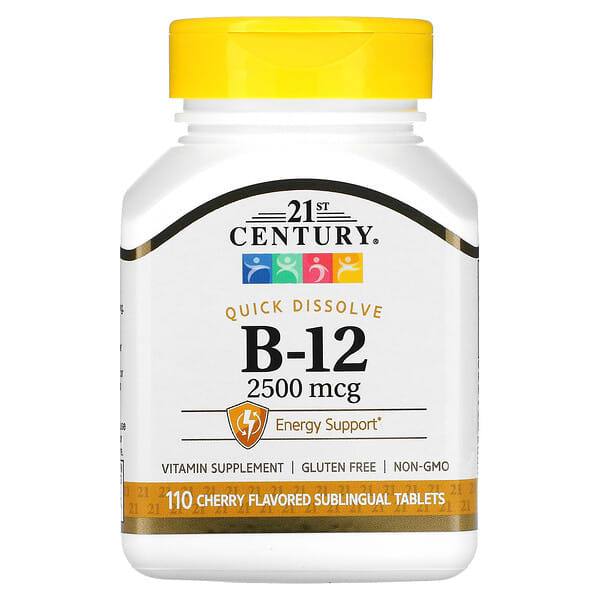 21ST
CENTURY®
QUICK DISSOLVE
B-12
2500 mcg
Energy Support*
VITAMIN SUPPLEMENT | GLUTEN FREE | NON-GMO
110 CHERRY FLAVORED SUBLINGUAL TABLETS